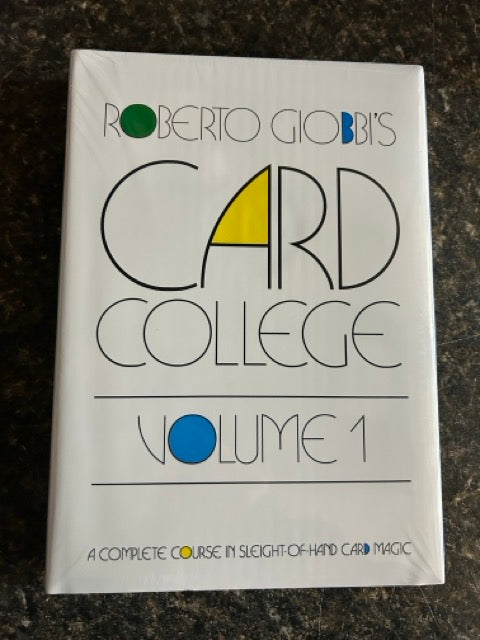 ROBERTO GIOBBI'S
CARD
COLLEGE
VOLUME 1
A COMPLETE COURSE IN SLEIGHT-OF-HAND CARD MAGIC